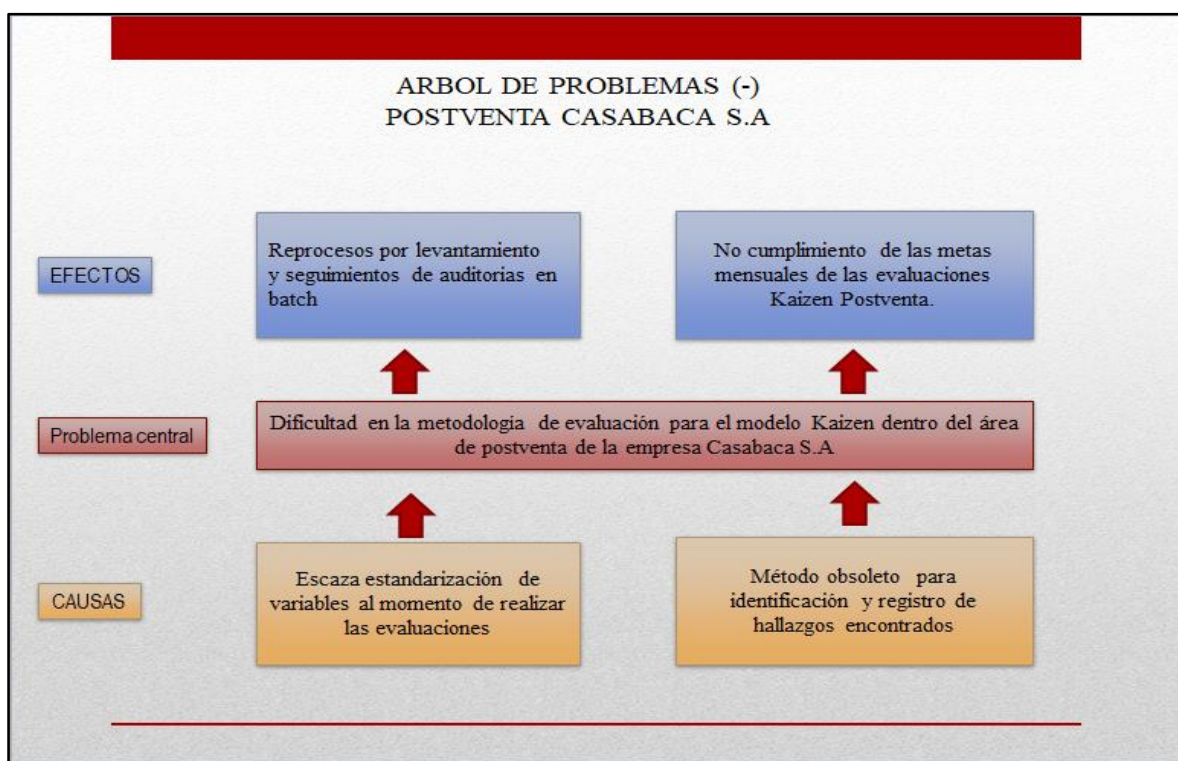 ARBOL DE PROBLEMAS (-)
POSTVENTA CASABACA S.A
EFECTOS
Reprocesos por levantamiento
y seguimientos de auditorias en
batch
No cumplimiento de las metas
mensuales de las evaluaciones
Kaizen Postventa.
Problema central
Dificultad en la metodología de evaluación para el modelo Kaizen dentro del área
de postventa de la empresa Casabaca S.A
CAUSAS
Escaza estandarización de
variables al momento de realizar
las evaluaciones
Método obsoleto para
identificación y registro de
hallazgos encontrados